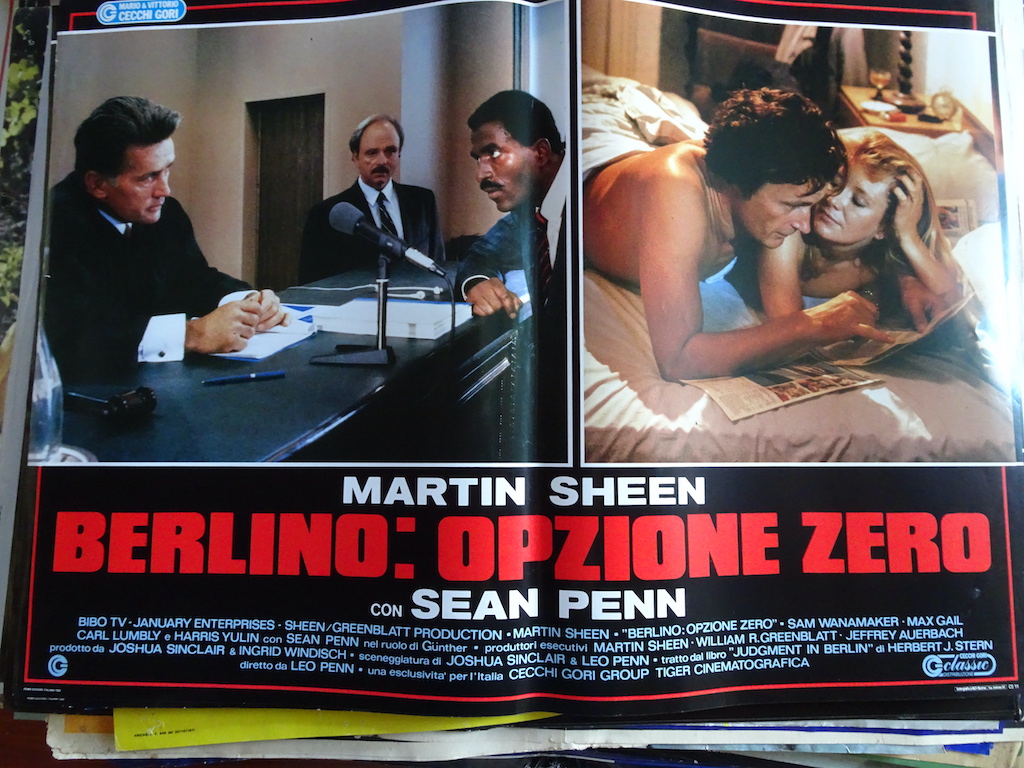 MARIO & VITTORIO
CECCHI GORI
MARTIN SHEEN
BERLINO: OPZIONE ZERO
CON SEAN PENN
BIBO TV · JANUARY ENTERPRISES · SHEEN/GREENBLATT PRODUCTION · MARTIN SHEEN · "BERLINO: OPZIONE ZERO" · SAM WANAMAKER · MAX GAIL
CARL LUMBLY e HARRIS YULIN con SEAN PENN nel ruolo di Günther · produttori esecutivi MARTIN SHEEN · WILLIAM R. GREENBLATT · JEFFREY AUERBACH
prodotto da JOSHUA SINCLAIR & INGRID WINDISCH · sceneggiatura di JOSHUA SINCLAIR & LEO PENN · tratto dal libro "JUDGMENT IN BERLIN" di HERBERT J. STERN
diretto da LEO PENN · una esclusivita' per l'Italia CECCHI GORI GROUP TIGER CINEMATOGRAFICA
CECCHI GORI
classic
DISTRIBUZIONE